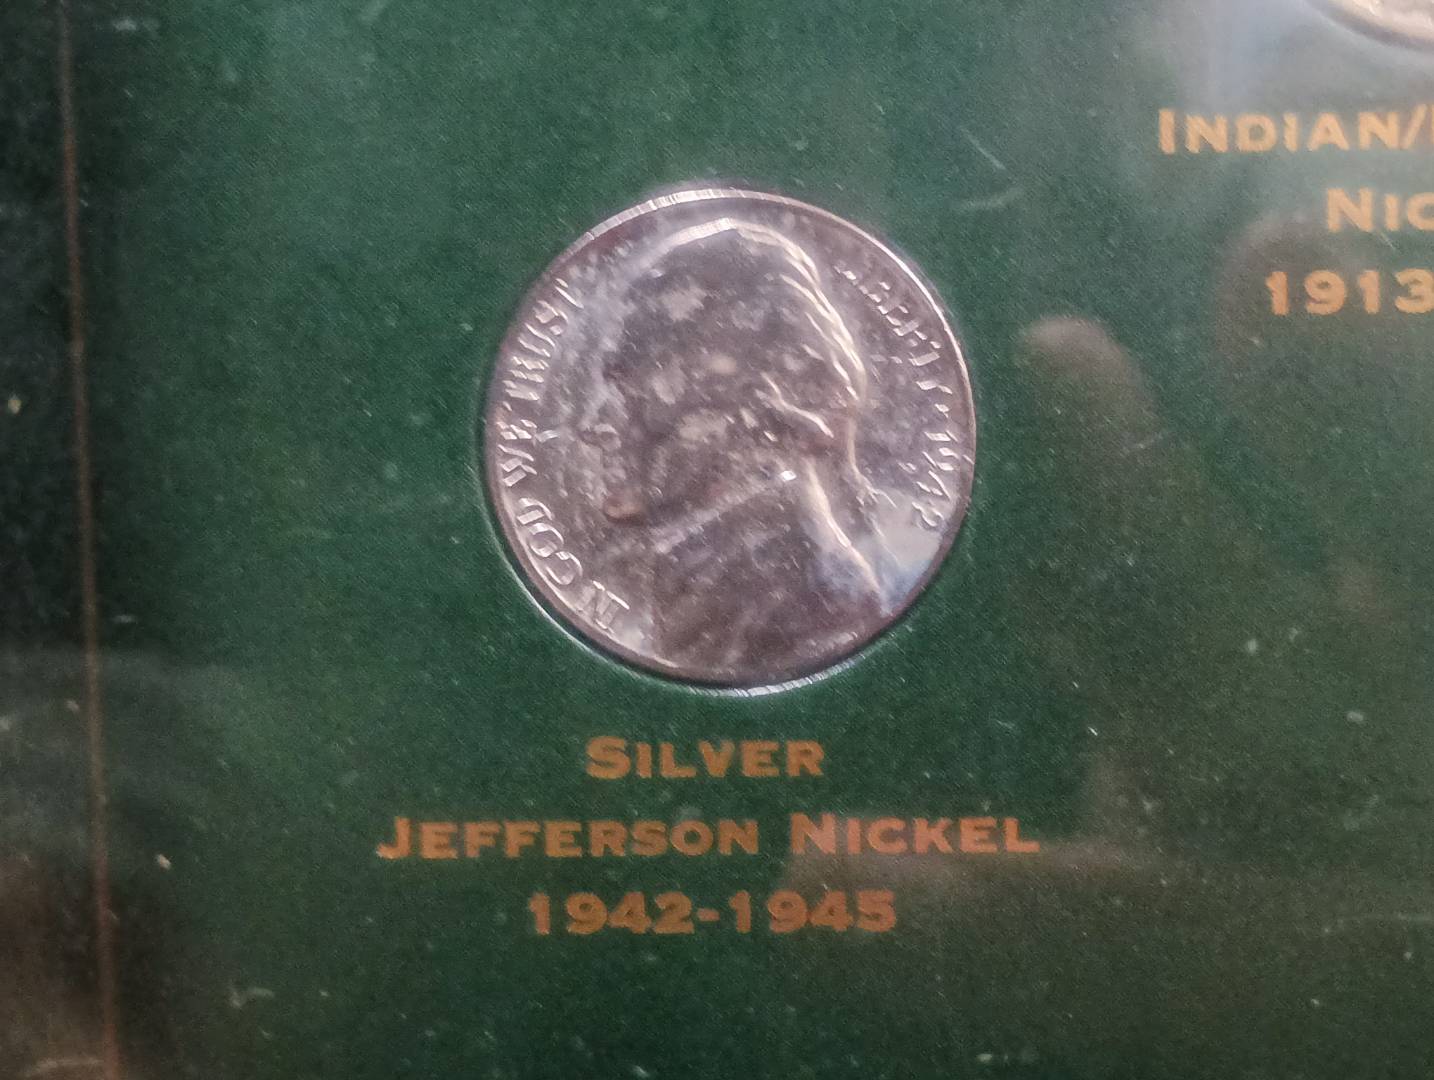 IN GOD WE TRUST
LIBERTY ★ 1942
INDIAN/
NIC
1913
SILVER
JEFFERSON NICKEL
1942-1945